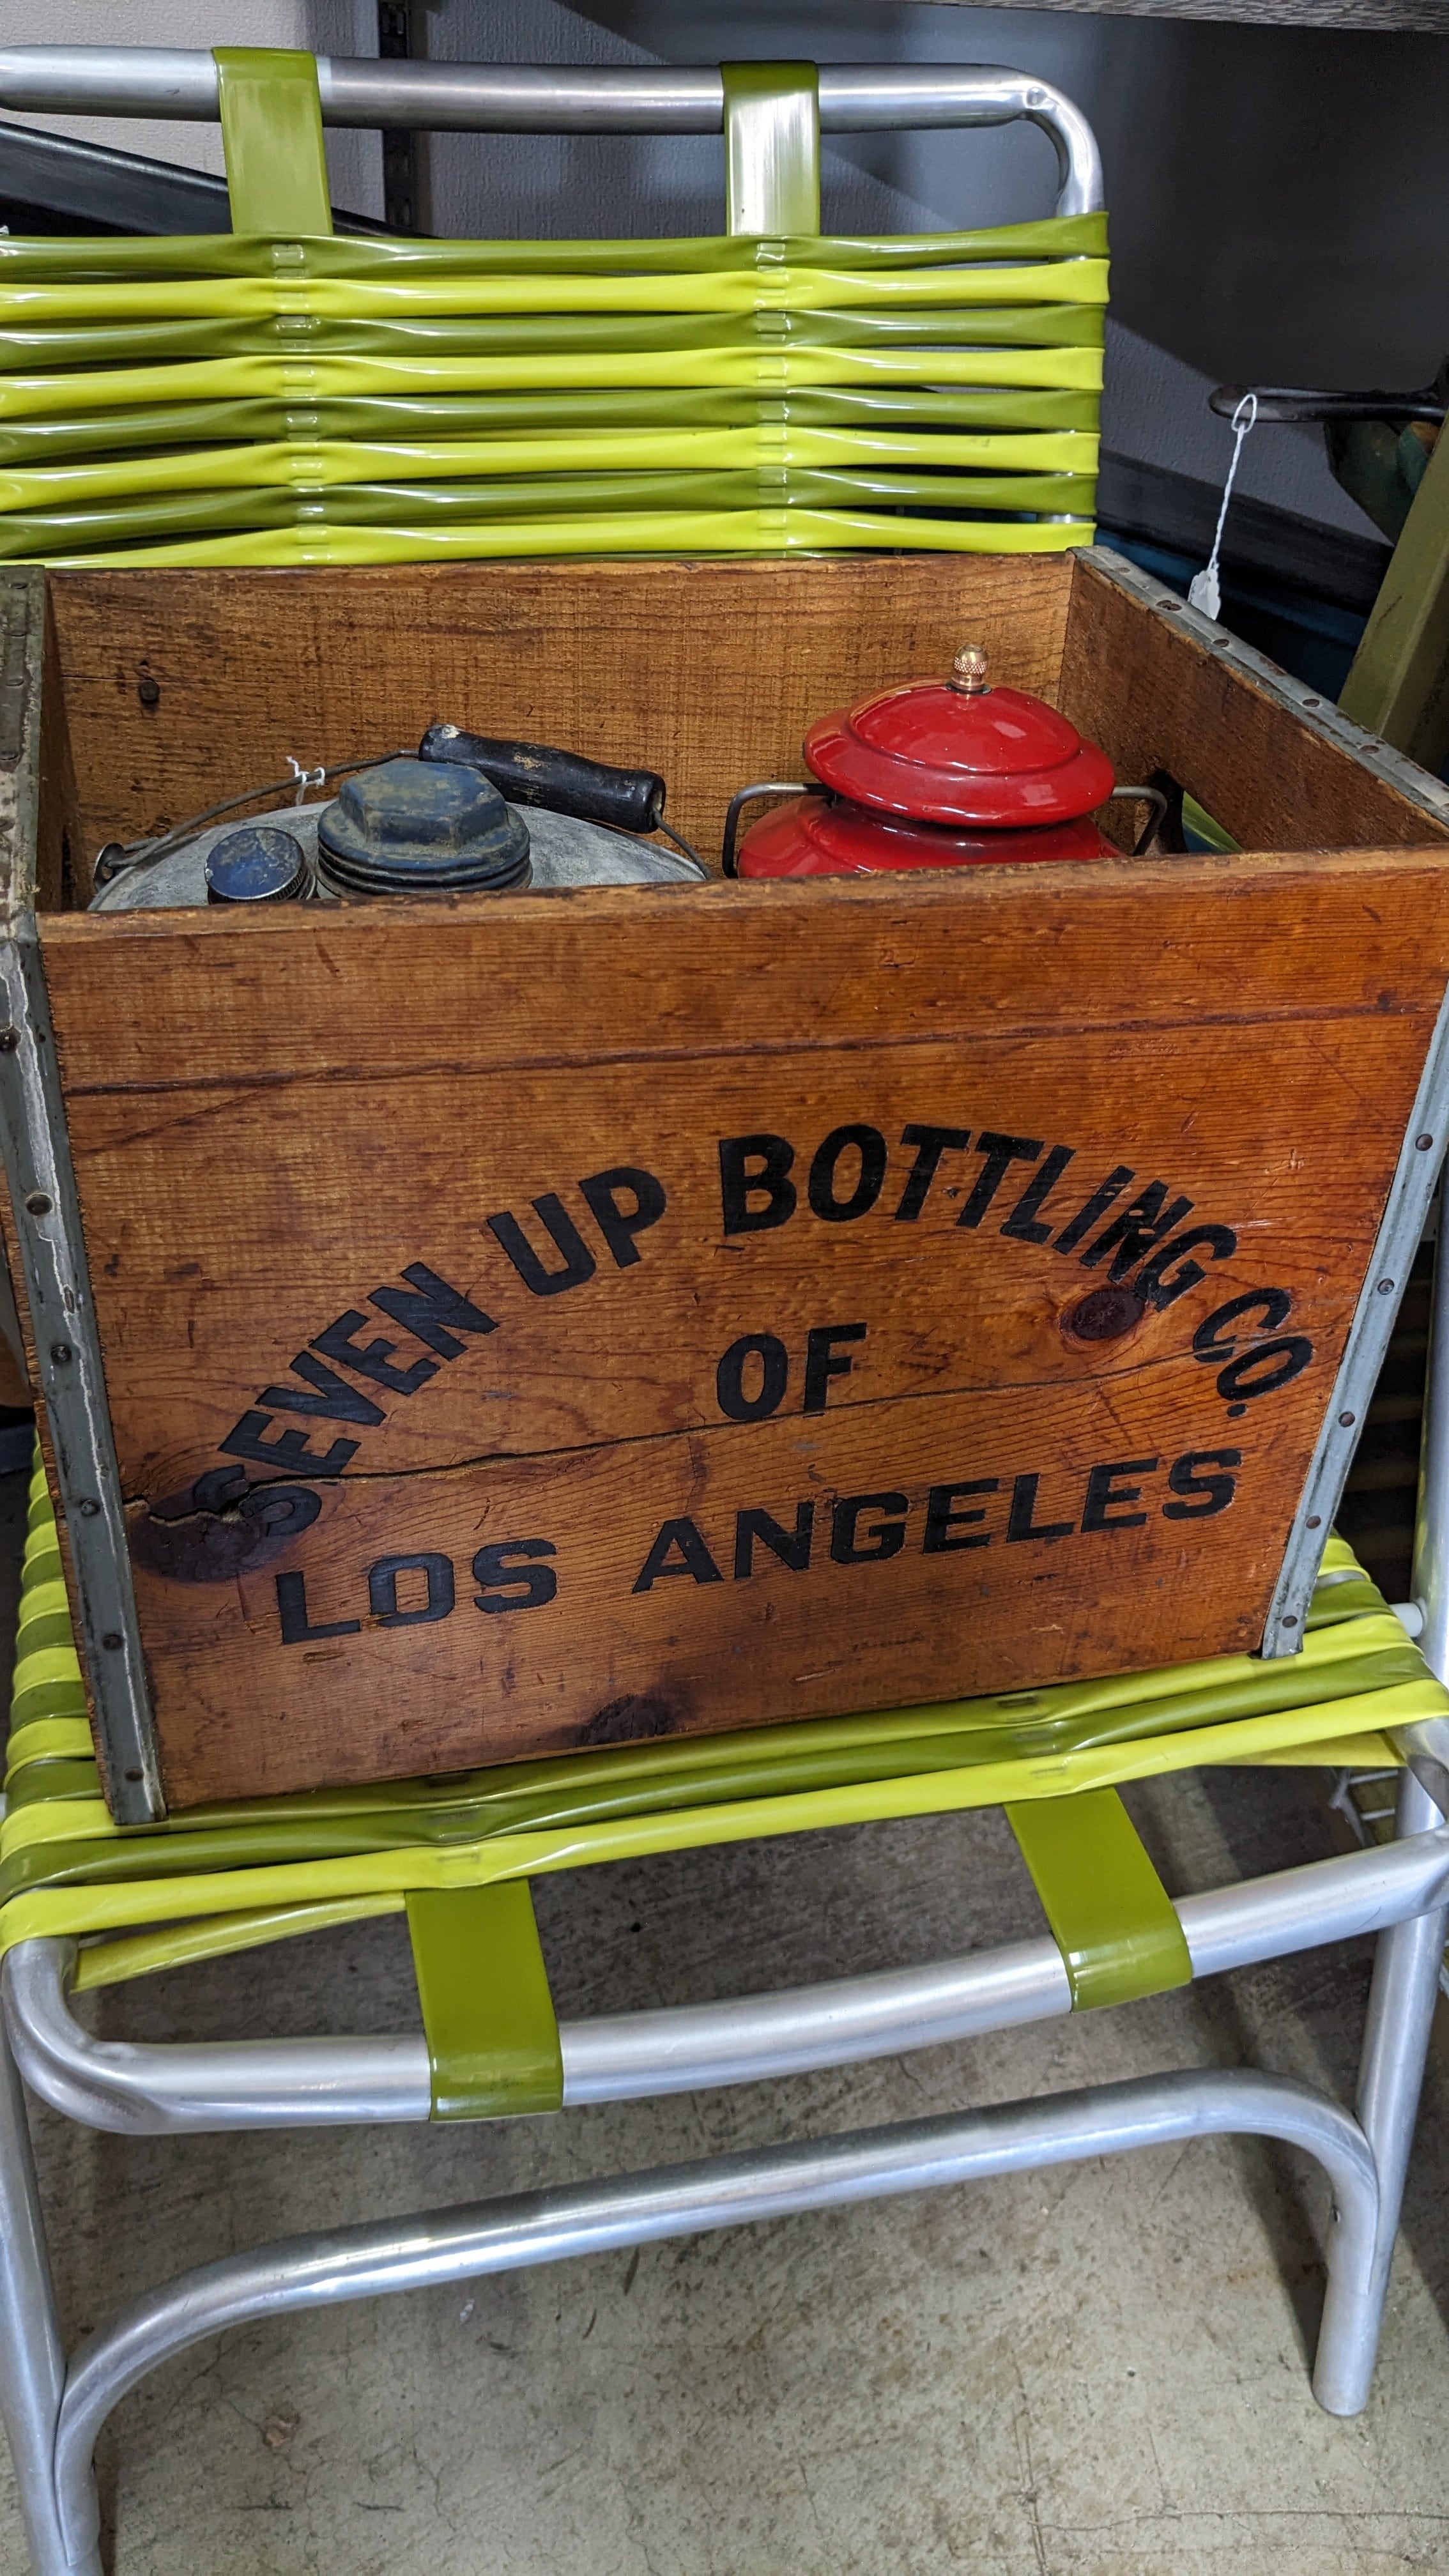 SEVEN UP BOTTLING CO.
OF
LOS ANGELES